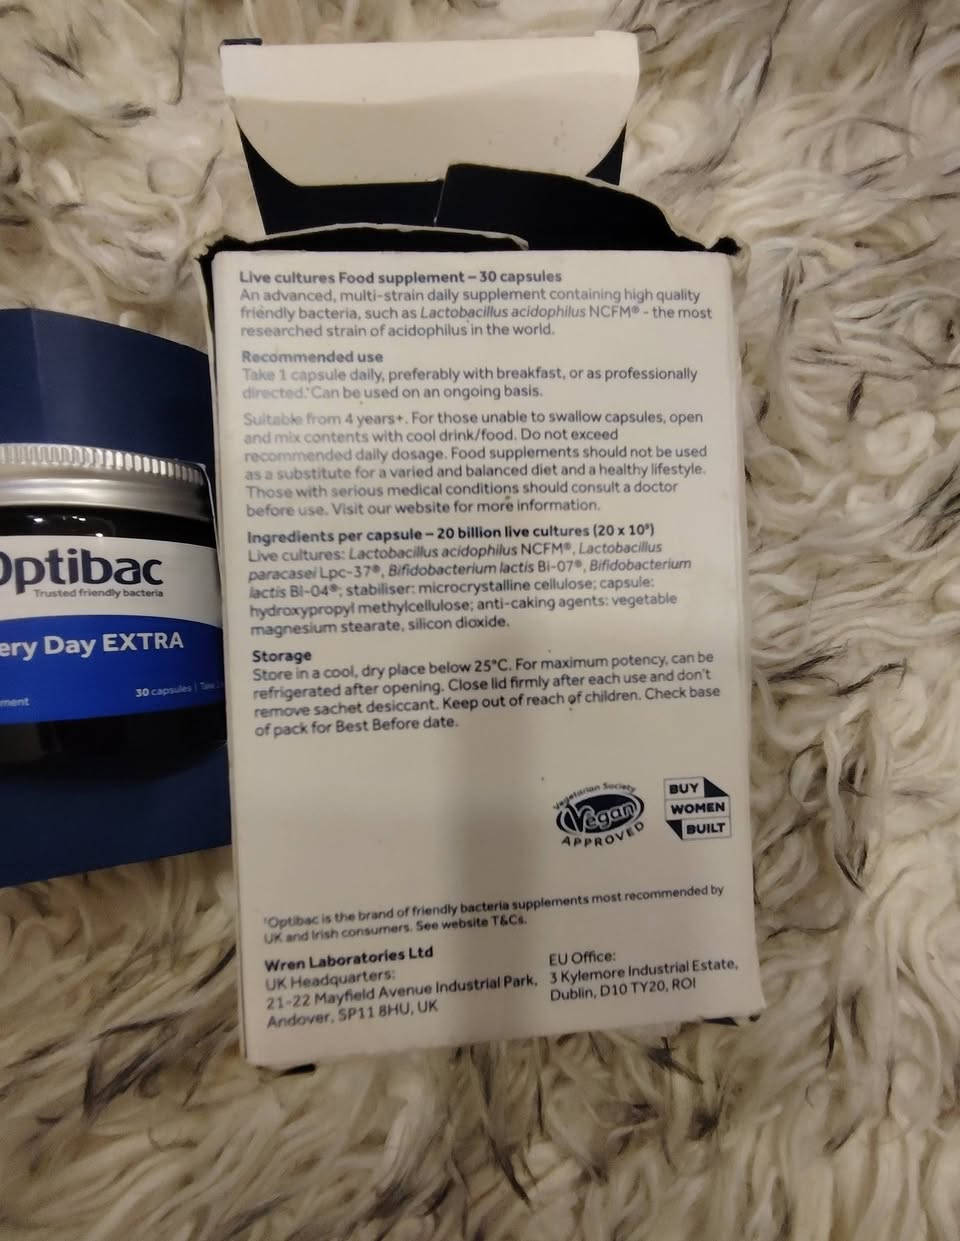 Live cultures Food supplement – 30 capsules
An advanced, multi-strain daily supplement containing high quality
friendly bacteria, such as Lactobacillus acidophilus NCFM® - the most
researched strain of acidophilus in the world.
Recommended use
Take 1 capsule daily, preferably with breakfast, or as professionally
directed. Can be used on an ongoing basis.
Suitable from 4 years+. For those unable to swallow capsules, open
and mix contents with cool drink/food. Do not exceed
recommended daily dosage. Food supplements should not be used
as a substitute for a varied and balanced diet and a healthy lifestyle.
Those with serious medical conditions should consult a doctor
before use. Visit our website for more information.
Ingredients per capsule – 20 billion live cultures (20 x 10⁹)
Live cultures: Lactobacillus acidophilus NCFM®, Lactobacillus
paracasei Lpc-37®, Bifidobacterium lactis Bi-07®, Bifidobacterium
lactis Bl-04®; stabiliser: microcrystalline cellulose; capsule:
hydroxypropyl methylcellulose; anti-caking agents: vegetable
magnesium stearate, silicon dioxide.
Storage
Store in a cool, dry place below 25°C. For maximum potency, can be
refrigerated after opening. Close lid firmly after each use and don't
remove sachet desiccant. Keep out of reach of children. Check base
of pack for Best Before date.
Vegetarian Society
Vegan
APPROVED
BUY
WOMEN
BUILT
†Optibac is the brand of friendly bacteria supplements most recommended by
UK and Irish consumers. See website T&Cs.
Wren Laboratories Ltd
UK Headquarters:
21-22 Mayfield Avenue Industrial Park,
Andover, SP11 8HU, UK
EU Office:
3 Kylemore Industrial Estate,
Dublin, D10 TY20, ROI
Optibac
Trusted friendly bacteria
ery Day EXTRA
30 capsules | Take
ment